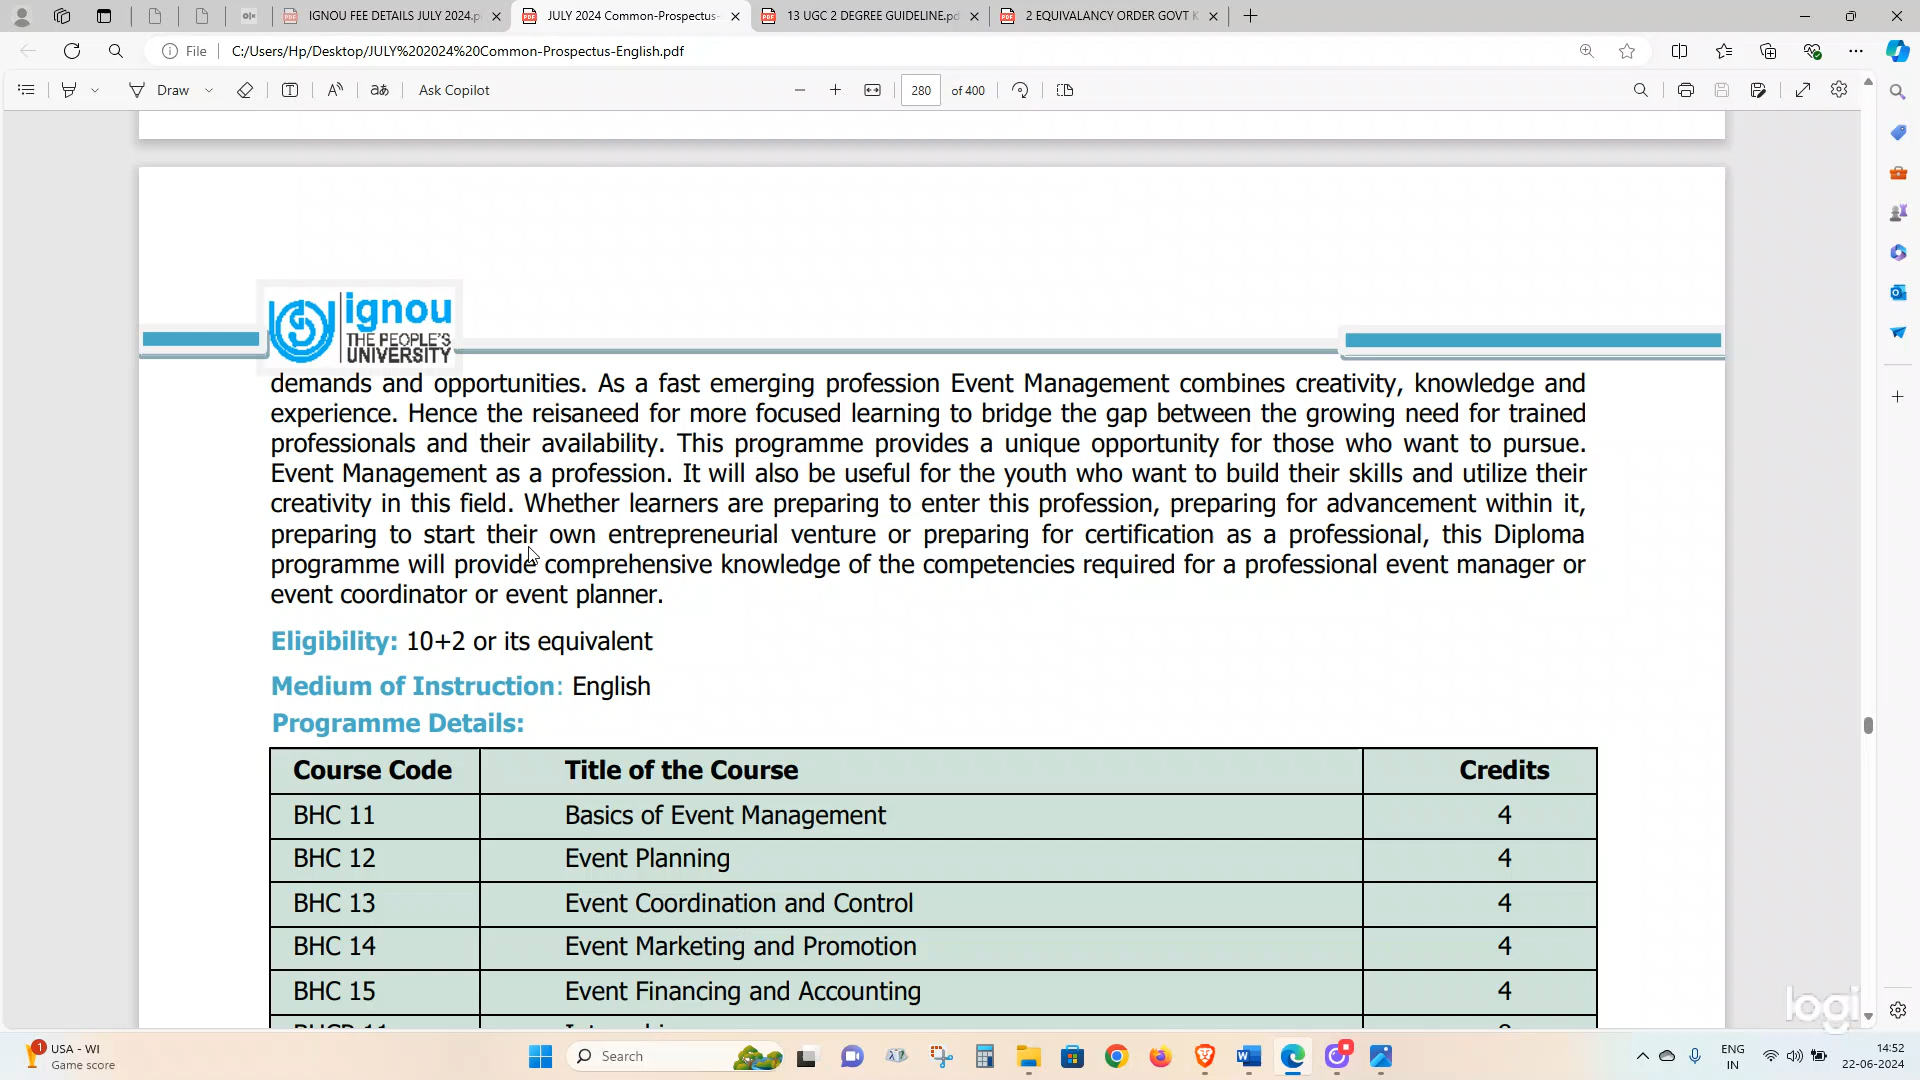 IGNOU FEE DETAILS JULY 2024.p
JULY 2024 Common-Prospectus-
13 UGC 2 DEGREE GUIDELINE.pd
2 EQUIVALANCY ORDER GOVT K
File
C:/Users/Hp/Desktop/JULY%202024%20Common-Prospectus-English.pdf
Draw
Ask Copilot
280 of 400
ignou
THE PEOPLE'S
UNIVERSITY
demands and opportunities. As a fast emerging profession Event Management combines creativity, knowledge and
experience. Hence the reisaneed for more focused learning to bridge the gap between the growing need for trained
professionals and their availability. This programme provides a unique opportunity for those who want to pursue.
Event Management as a profession. It will also be useful for the youth who want to build their skills and utilize their
creativity in this field. Whether learners are preparing to enter this profession, preparing for advancement within it,
preparing to start their own entrepreneurial venture or preparing for certification as a professional, this Diploma
programme will provide comprehensive knowledge of the competencies required for a professional event manager or
event coordinator or event planner.
Eligibility: 10+2 or its equivalent
Medium of Instruction: English
Programme Details:
Course Code Title of the Course Credits
BHC 11 Basics of Event Management 4
BHC 12 Event Planning 4
BHC 13 Event Coordination and Control 4
BHC 14 Event Marketing and Promotion 4
BHC 15 Event Financing and Accounting 4
logi
1
USA - WI
Game score
Search
ENG
IN
14:52
22-06-2024